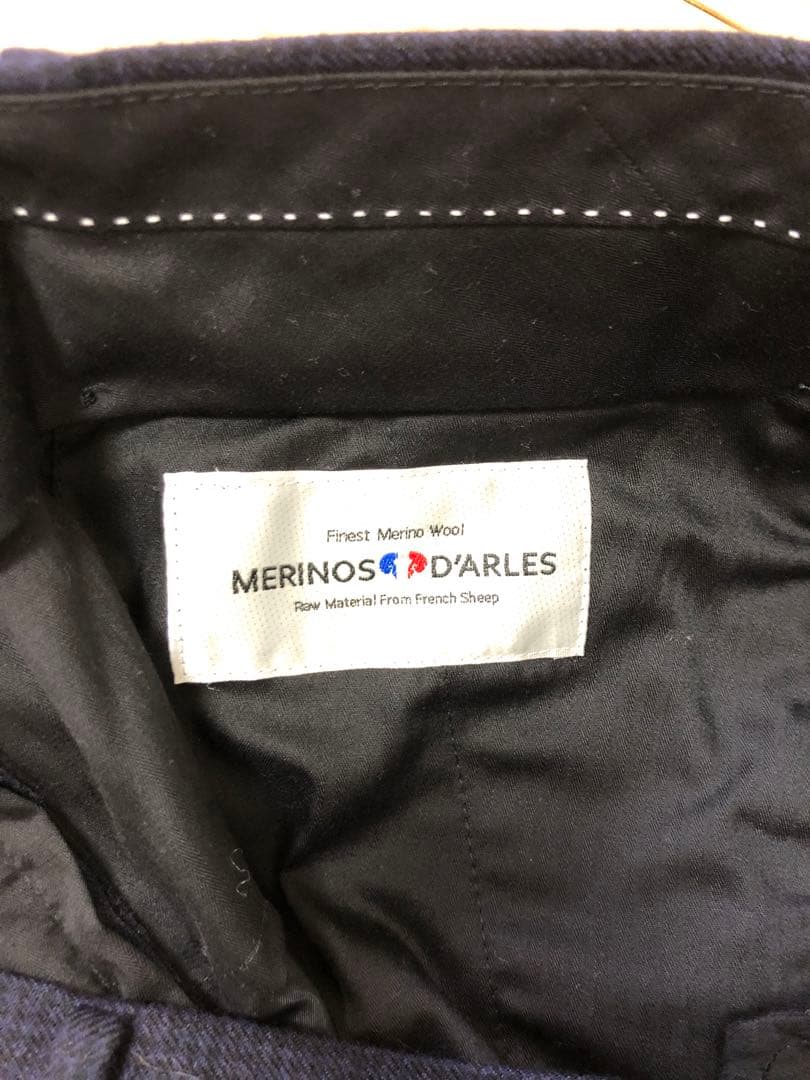 Finest Merino Wool
MERINOS D'ARLES
Raw Material From French Sheep